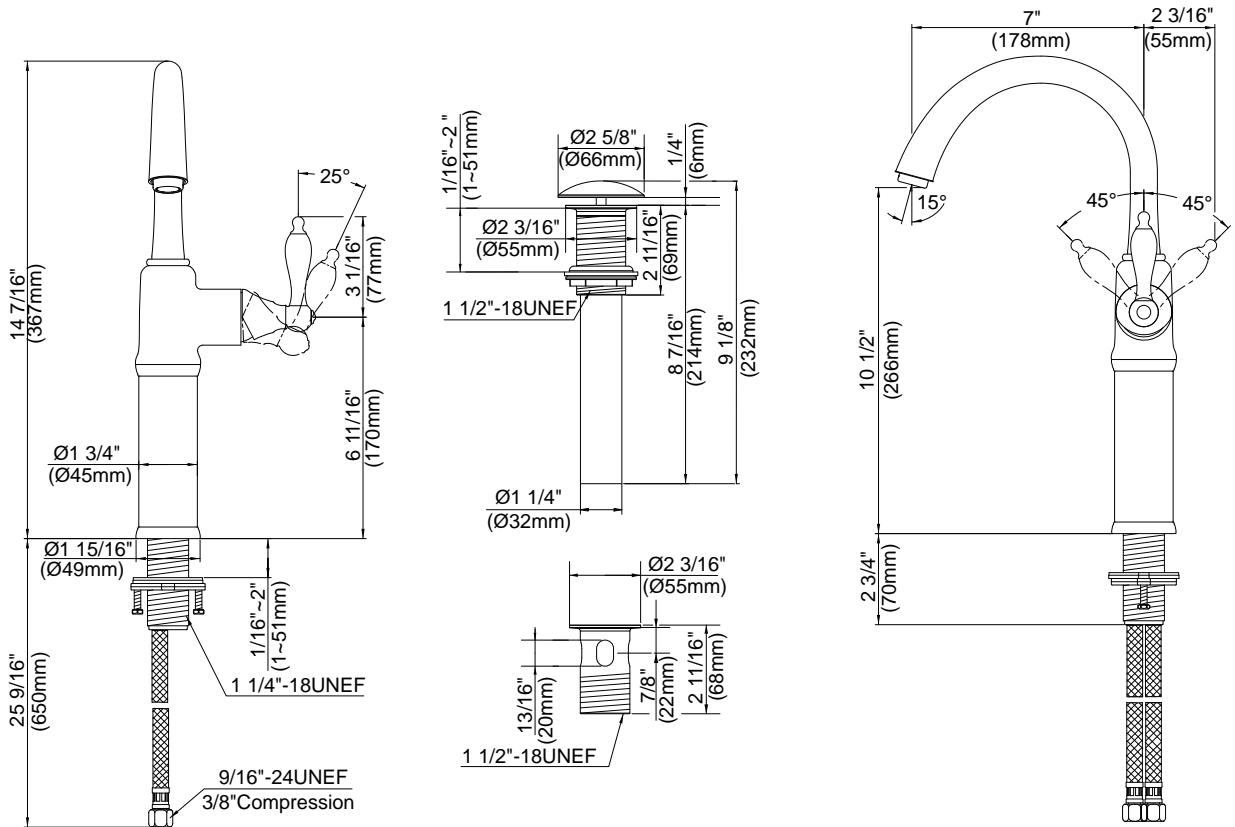 14 7/16"
(367mm)
25°
3 1/16"
(77mm)
6 11/16"
(170mm)
Ø1 3/4"
(Ø45mm)
Ø1 15/16"
(Ø49mm)
1/16"~2"
(1~51mm)
25 9/16"
(650mm)
1 1/4"-18UNEF
9/16"-24UNEF
3/8"Compression
1/16"~2 "
(1~51mm)
Ø2 5/8"
(Ø66mm)
1/4"
(6mm)
Ø2 3/16"
(Ø55mm)
2 11/16"
(69mm)
1 1/2"-18UNEF
8 7/16"
(214mm)
9 1/8"
(232mm)
Ø1 1/4"
(Ø32mm)
Ø2 3/16"
(Ø55mm)
13/16"
(20mm)
7/8"
(22mm)
2 11/16"
(68mm)
1 1/2"-18UNEF
7"
(178mm)
2 3/16"
(55mm)
15°
45°
45°
10 1/2"
(266mm)
2 3/4"
(70mm)